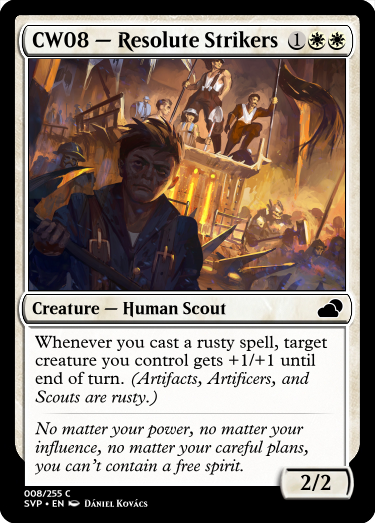 CW08 — Resolute Strikers 1
Creature — Human Scout
Whenever you cast a rusty spell, target
creature you control gets +1/+1 until
end of turn. (Artifacts, Artificers, and
Scouts are rusty.)
No matter your power, no matter your
influence, no matter your careful plans,
you can't contain a free spirit.
2/2
008/255 C
SVP • EN Dániel Kovács